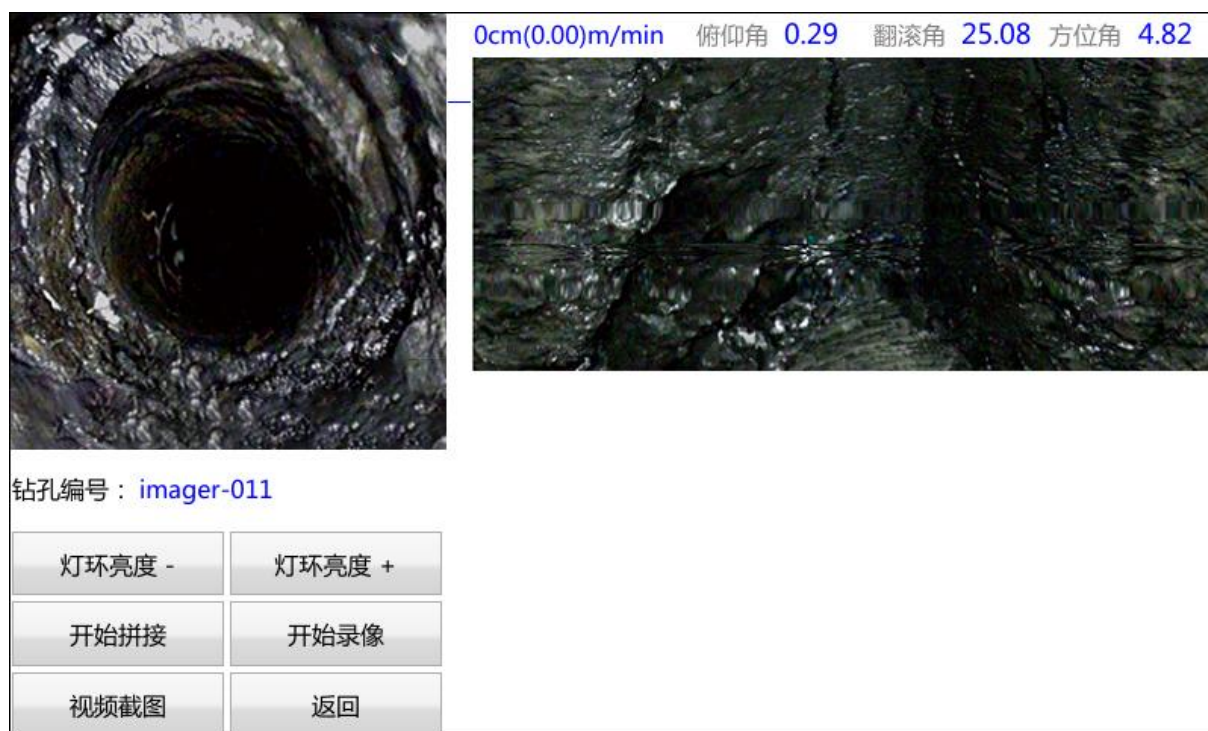 0cm(0.00)m/min 俯仰角 0.29 翻滚角 25.08 方位角 4.82
钻孔编号： imager-011
灯环亮度 - 灯环亮度 +
开始拼接 开始录像
视频截图 返回